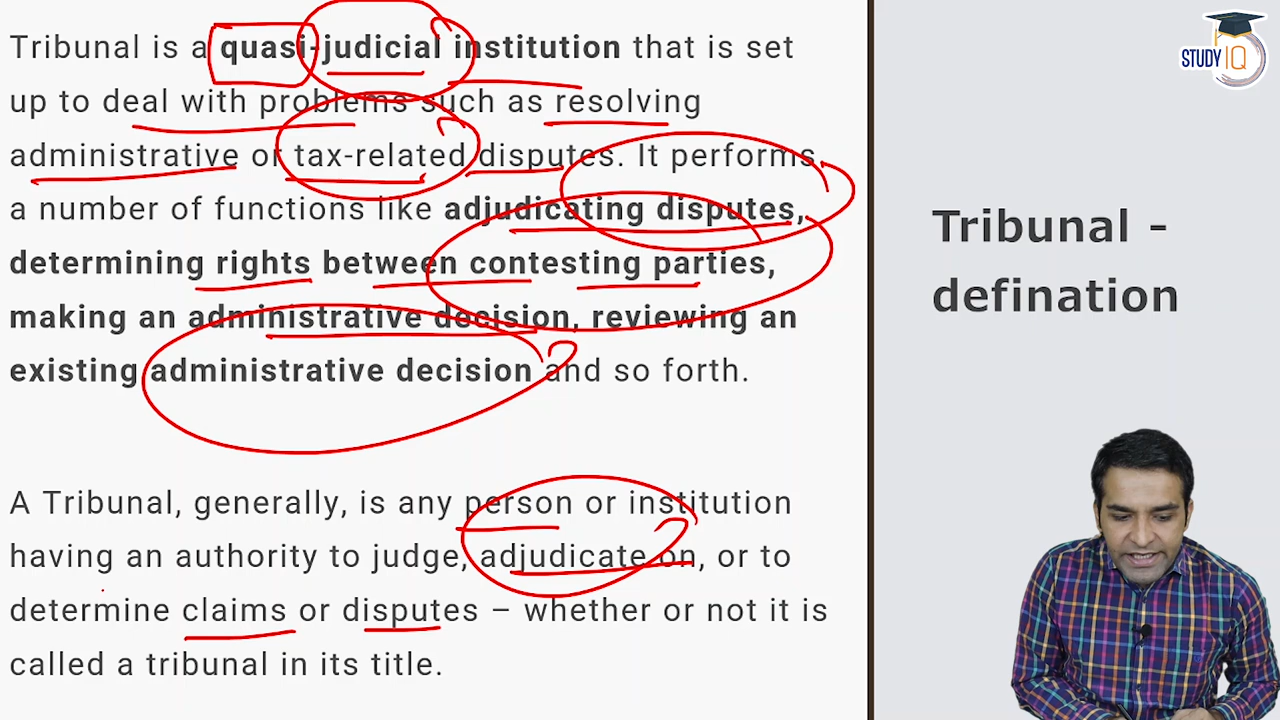 Tribunal is a quasi-judicial institution that is set
up to deal with problems such as resolving
administrative or tax-related disputes. It performs
a number of functions like adjudicating disputes,
determining rights between contesting parties,
making an administrative decision, reviewing an
existing administrative decision and so forth.
A Tribunal, generally, is any person or institution
having an authority to judge, adjudicate on, or to
determine claims or disputes – whether or not it is
called a tribunal in its title.
STUDY IQ
Tribunal -
defination